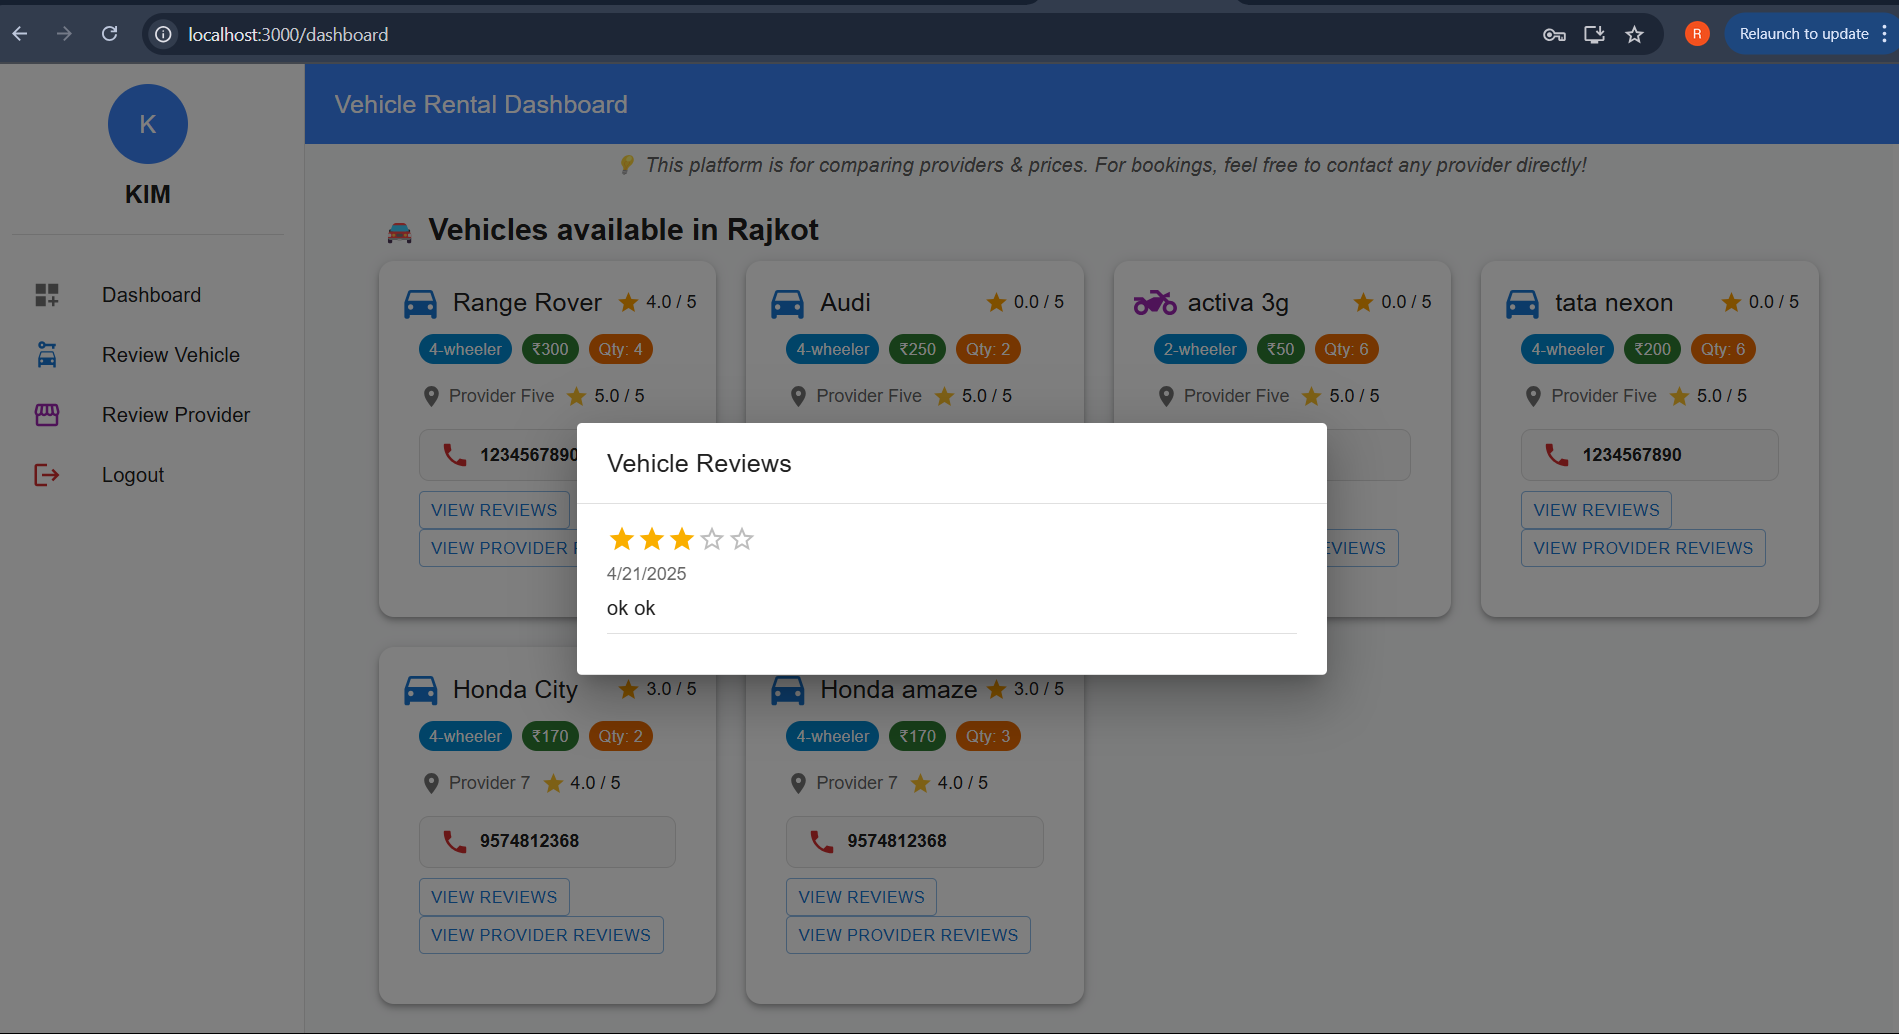 localhost:3000/dashboard
R
Relaunch to update
K
KIM
Dashboard
Review Vehicle
Review Provider
Logout
Vehicle Rental Dashboard
This platform is for comparing providers & prices. For bookings, feel free to contact any provider directly!
Vehicles available in Rajkot
Range Rover 4.0 / 5
4-wheeler ₹300 Qty: 4
Provider Five 5.0 / 5
1234567890
VIEW REVIEWS
VIEW PROVIDER
Audi 0.0 / 5
4-wheeler ₹250 Qty: 2
Provider Five 5.0 / 5
activa 3g 0.0 / 5
2-wheeler ₹50 Qty: 6
Provider Five 5.0 / 5
EVIEWS
tata nexon 0.0 / 5
4-wheeler ₹200 Qty: 6
Provider Five 5.0 / 5
1234567890
VIEW REVIEWS
VIEW PROVIDER REVIEWS
Vehicle Reviews
4/21/2025
ok ok
Honda City 3.0 / 5
4-wheeler ₹170 Qty: 2
Provider 7 4.0 / 5
9574812368
VIEW REVIEWS
VIEW PROVIDER REVIEWS
Honda amaze 3.0 / 5
4-wheeler ₹170 Qty: 3
Provider 7 4.0 / 5
9574812368
VIEW REVIEWS
VIEW PROVIDER REVIEWS